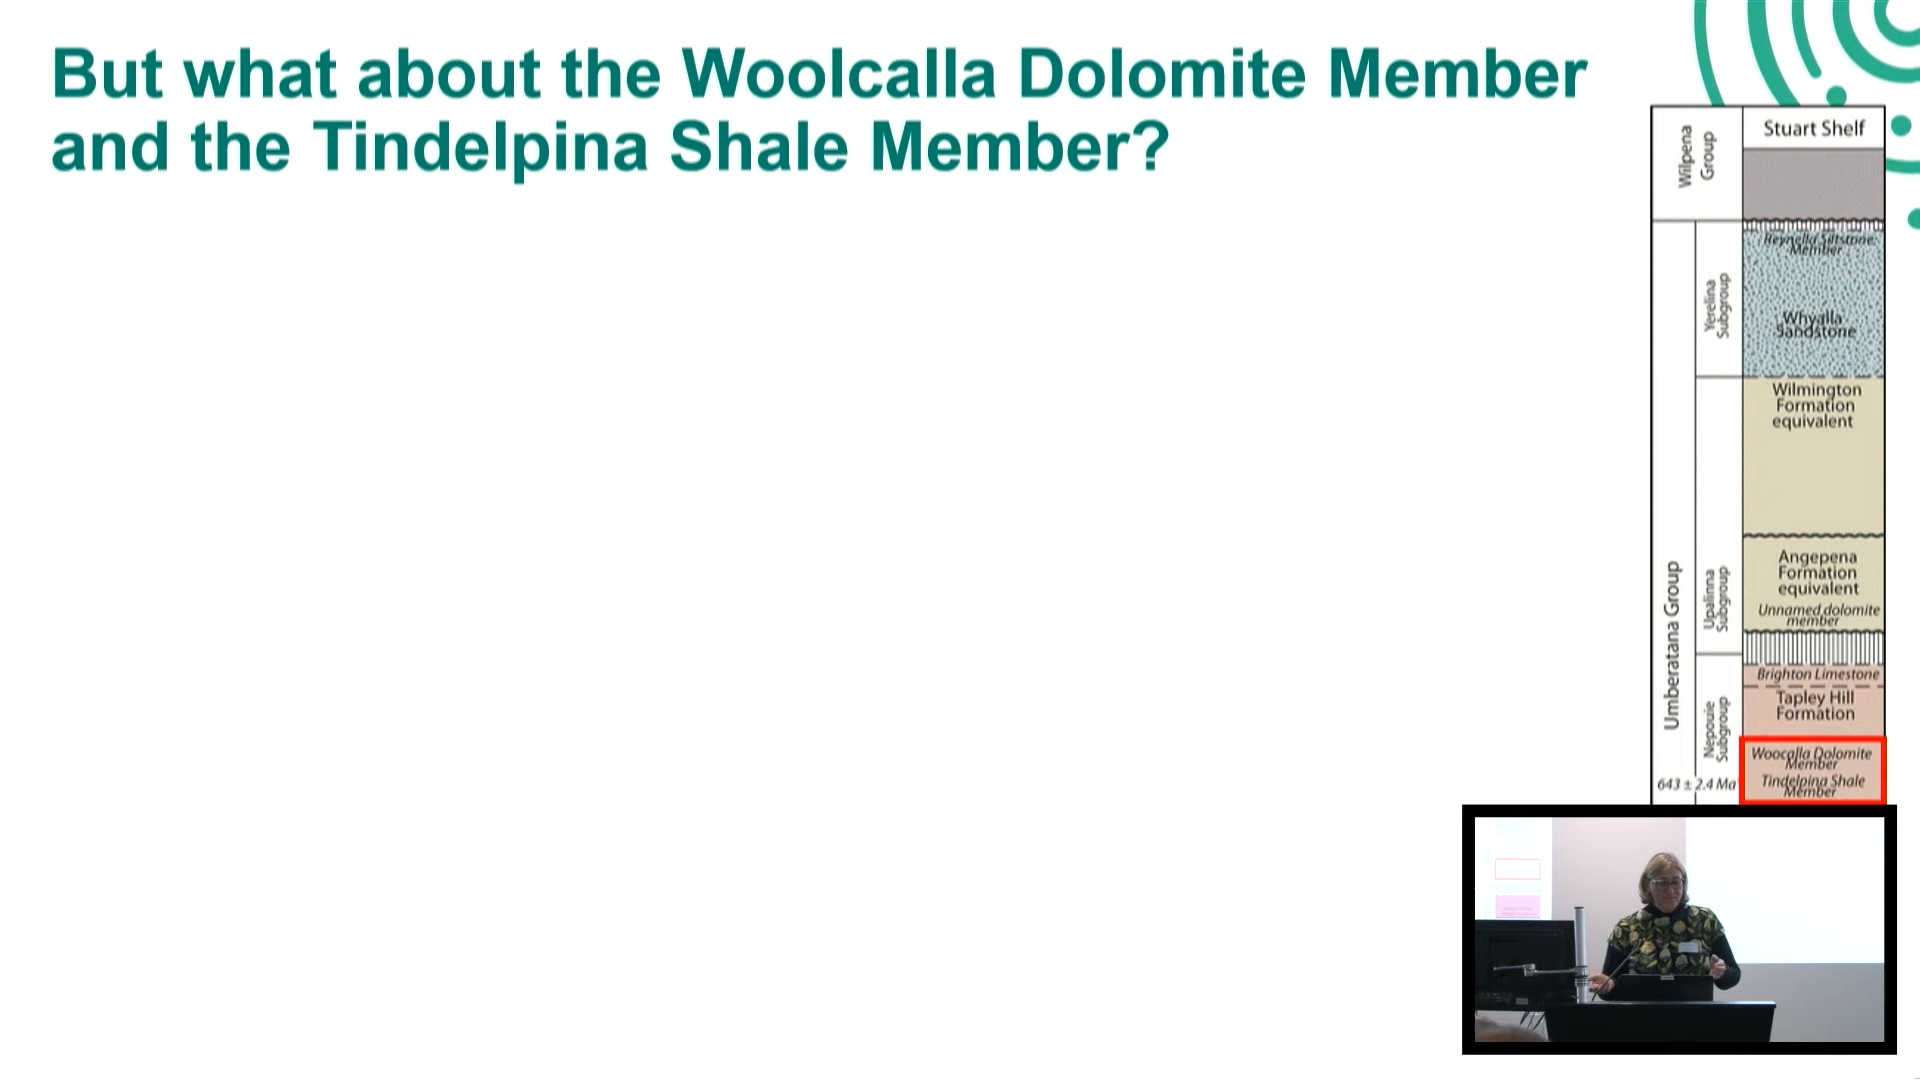 But what about the Woolcalla Dolomite Member
and the Tindelpina Shale Member?
Stuart Shelf
Wilpena
Group
Reynella Siltstone
Member
Yerelina
Subgroup
Whyalla
Sandstone
Wilmington
Formation
equivalent
Umberatana Group
Upalinna
Subgroup
Angepena
Formation
equivalent
Unnamed dolomite
member
Brighton Limestone
Nepouie
Subgroup
Tapley Hill
Formation
Woocalla Dolomite
Member
643 ± 2.4 Ma
Tindelpina Shale
Member